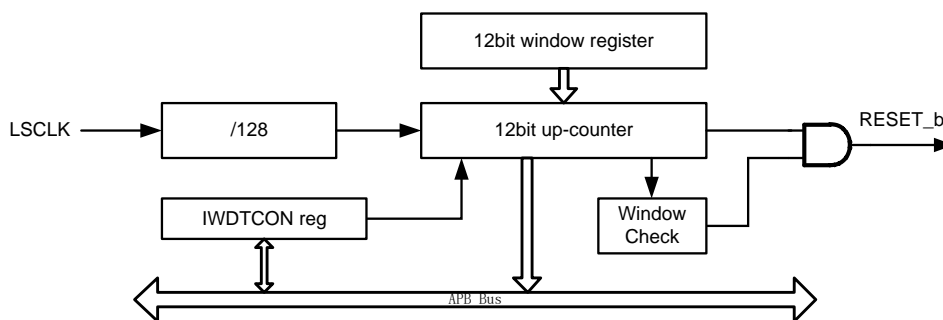 12bit window register
LSCLK
/128
12bit up-counter
RESET_b
IWDTCON reg
Window
Check
APB Bus